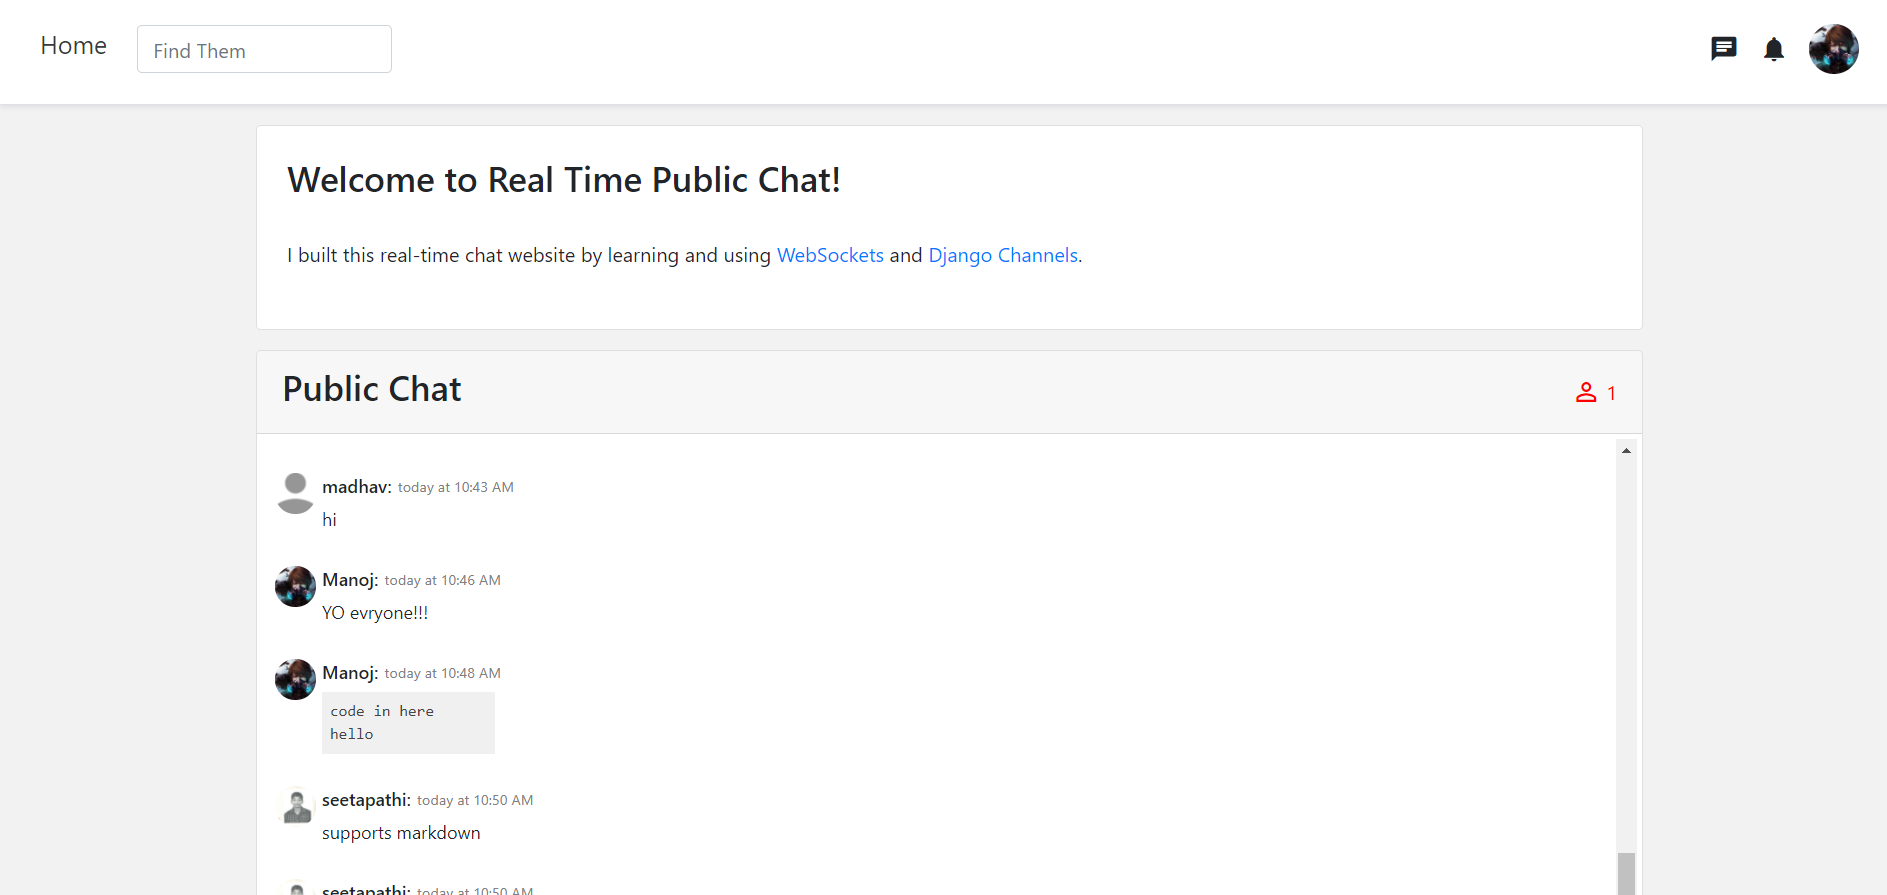 Home
Find Them
Welcome to Real Time Public Chat!
I built this real-time chat website by learning and using WebSockets and Django Channels.
Public Chat
1
madhav: today at 10:43 AM
hi
Manoj: today at 10:46 AM
YO evryone!!!
Manoj: today at 10:48 AM
code in here
hello
seetapathi: today at 10:50 AM
supports markdown
seetapathi: today at 10:50 AM